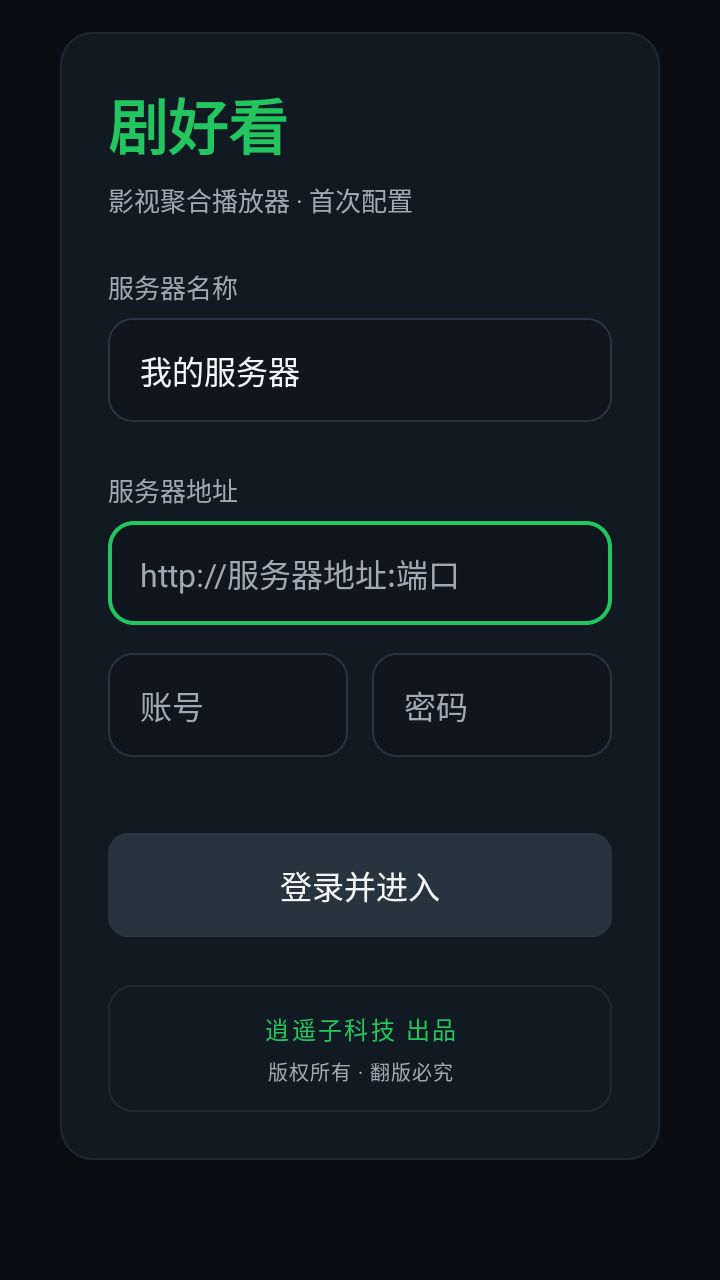 剧好看
影视聚合播放器 · 首次配置
服务器名称
我的服务器
服务器地址
http://服务器地址:端口
账号 密码
登录并进入
逍遥子科技 出品
版权所有 · 翻版必究